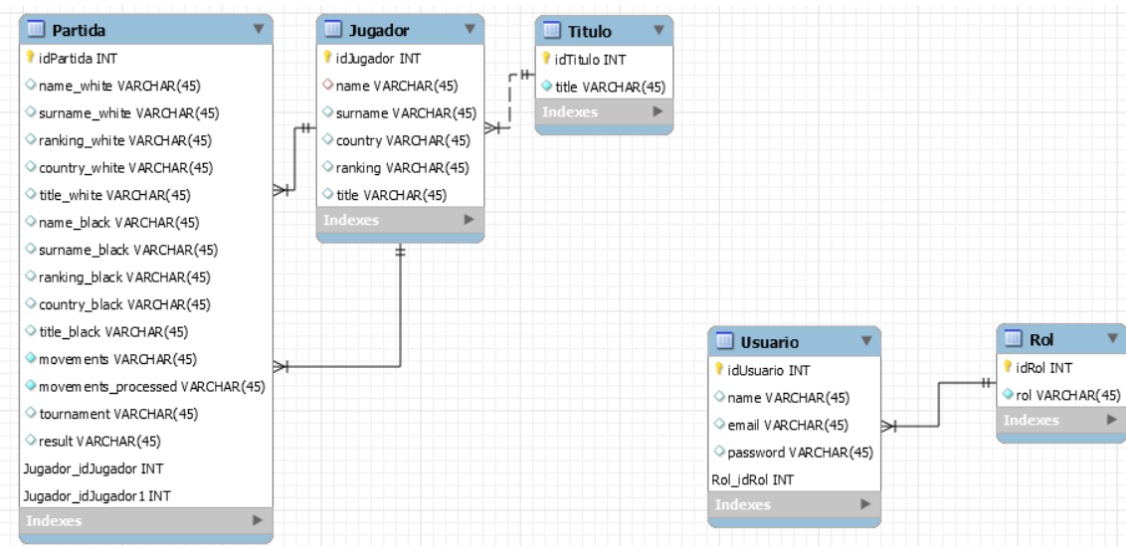 Partida
idPartida INT
name_white VARCHAR(45)
surname_white VARCHAR(45)
ranking_white VARCHAR(45)
country_white VARCHAR(45)
title_white VARCHAR(45)
name_black VARCHAR(45)
surname_black VARCHAR(45)
ranking_black VARCHAR(45)
country_black VARCHAR(45)
title_black VARCHAR(45)
movements VARCHAR(45)
movements_processed VARCHAR(45)
tournament VARCHAR(45)
result VARCHAR(45)
Jugador_idJugador INT
Jugador_idJugador1 INT
Indexes
Jugador
idJugador INT
name VARCHAR(45)
surname VARCHAR(45)
country VARCHAR(45)
ranking VARCHAR(45)
title VARCHAR(45)
Indexes
Titulo
idTitulo INT
title VARCHAR(45)
Indexes
Usuario
idUsuario INT
name VARCHAR(45)
email VARCHAR(45)
password VARCHAR(45)
Rol_idRol INT
Indexes
Rol
idRol INT
rol VARCHAR(45)
Indexes